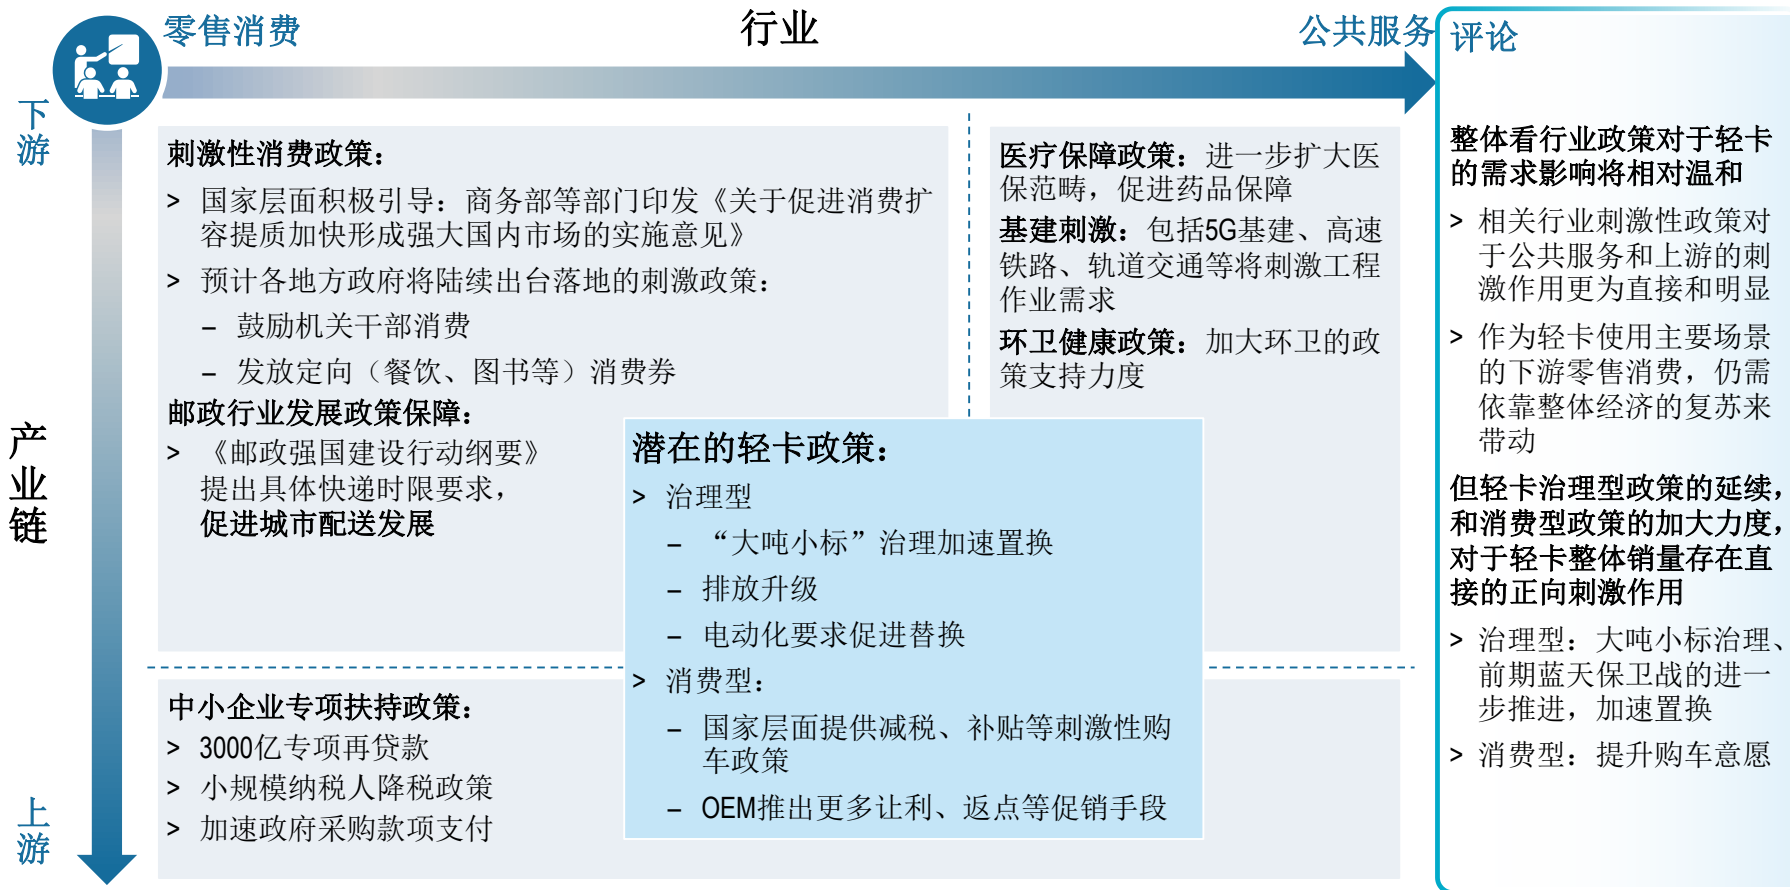 零售消费
行业
公共服务
下游
产业链
上游
刺激性消费政策：
> 国家层面积极引导：商务部等部门印发《关于促进消费扩
容提质加快形成强大国内市场的实施意见》
> 预计各地方政府将陆续出台落地的刺激政策：
– 鼓励机关干部消费
– 发放定向（餐饮、图书等）消费券
邮政行业发展政策保障：
> 《邮政强国建设行动纲要》
提出具体快递时限要求，
促进城市配送发展
医疗保障政策：进一步扩大医
保范畴，促进药品保障
基建刺激：包括5G基建、高速
铁路、轨道交通等将刺激工程
作业需求
环卫健康政策：加大环卫的政
策支持力度
潜在的轻卡政策：
> 治理型
– “大吨小标”治理加速置换
– 排放升级
– 电动化要求促进替换
> 消费型：
– 国家层面提供减税、补贴等刺激性购
车政策
– OEM推出更多让利、返点等促销手段
中小企业专项扶持政策：
> 3000亿专项再贷款
> 小规模纳税人降税政策
> 加速政府采购款项支付
评论
整体看行业政策对于轻卡
的需求影响将相对温和
> 相关行业刺激性政策对
于公共服务和上游的刺
激作用更为直接和明显
> 作为轻卡使用主要场景
的下游零售消费，仍需
依靠整体经济的复苏来
带动
但轻卡治理型政策的延续，
和消费型政策的加大力度，
对于轻卡整体销量存在直
接的正向刺激作用
> 治理型：大吨小标治理、
前期蓝天保卫战的进一
步推进，加速置换
> 消费型：提升购车意愿